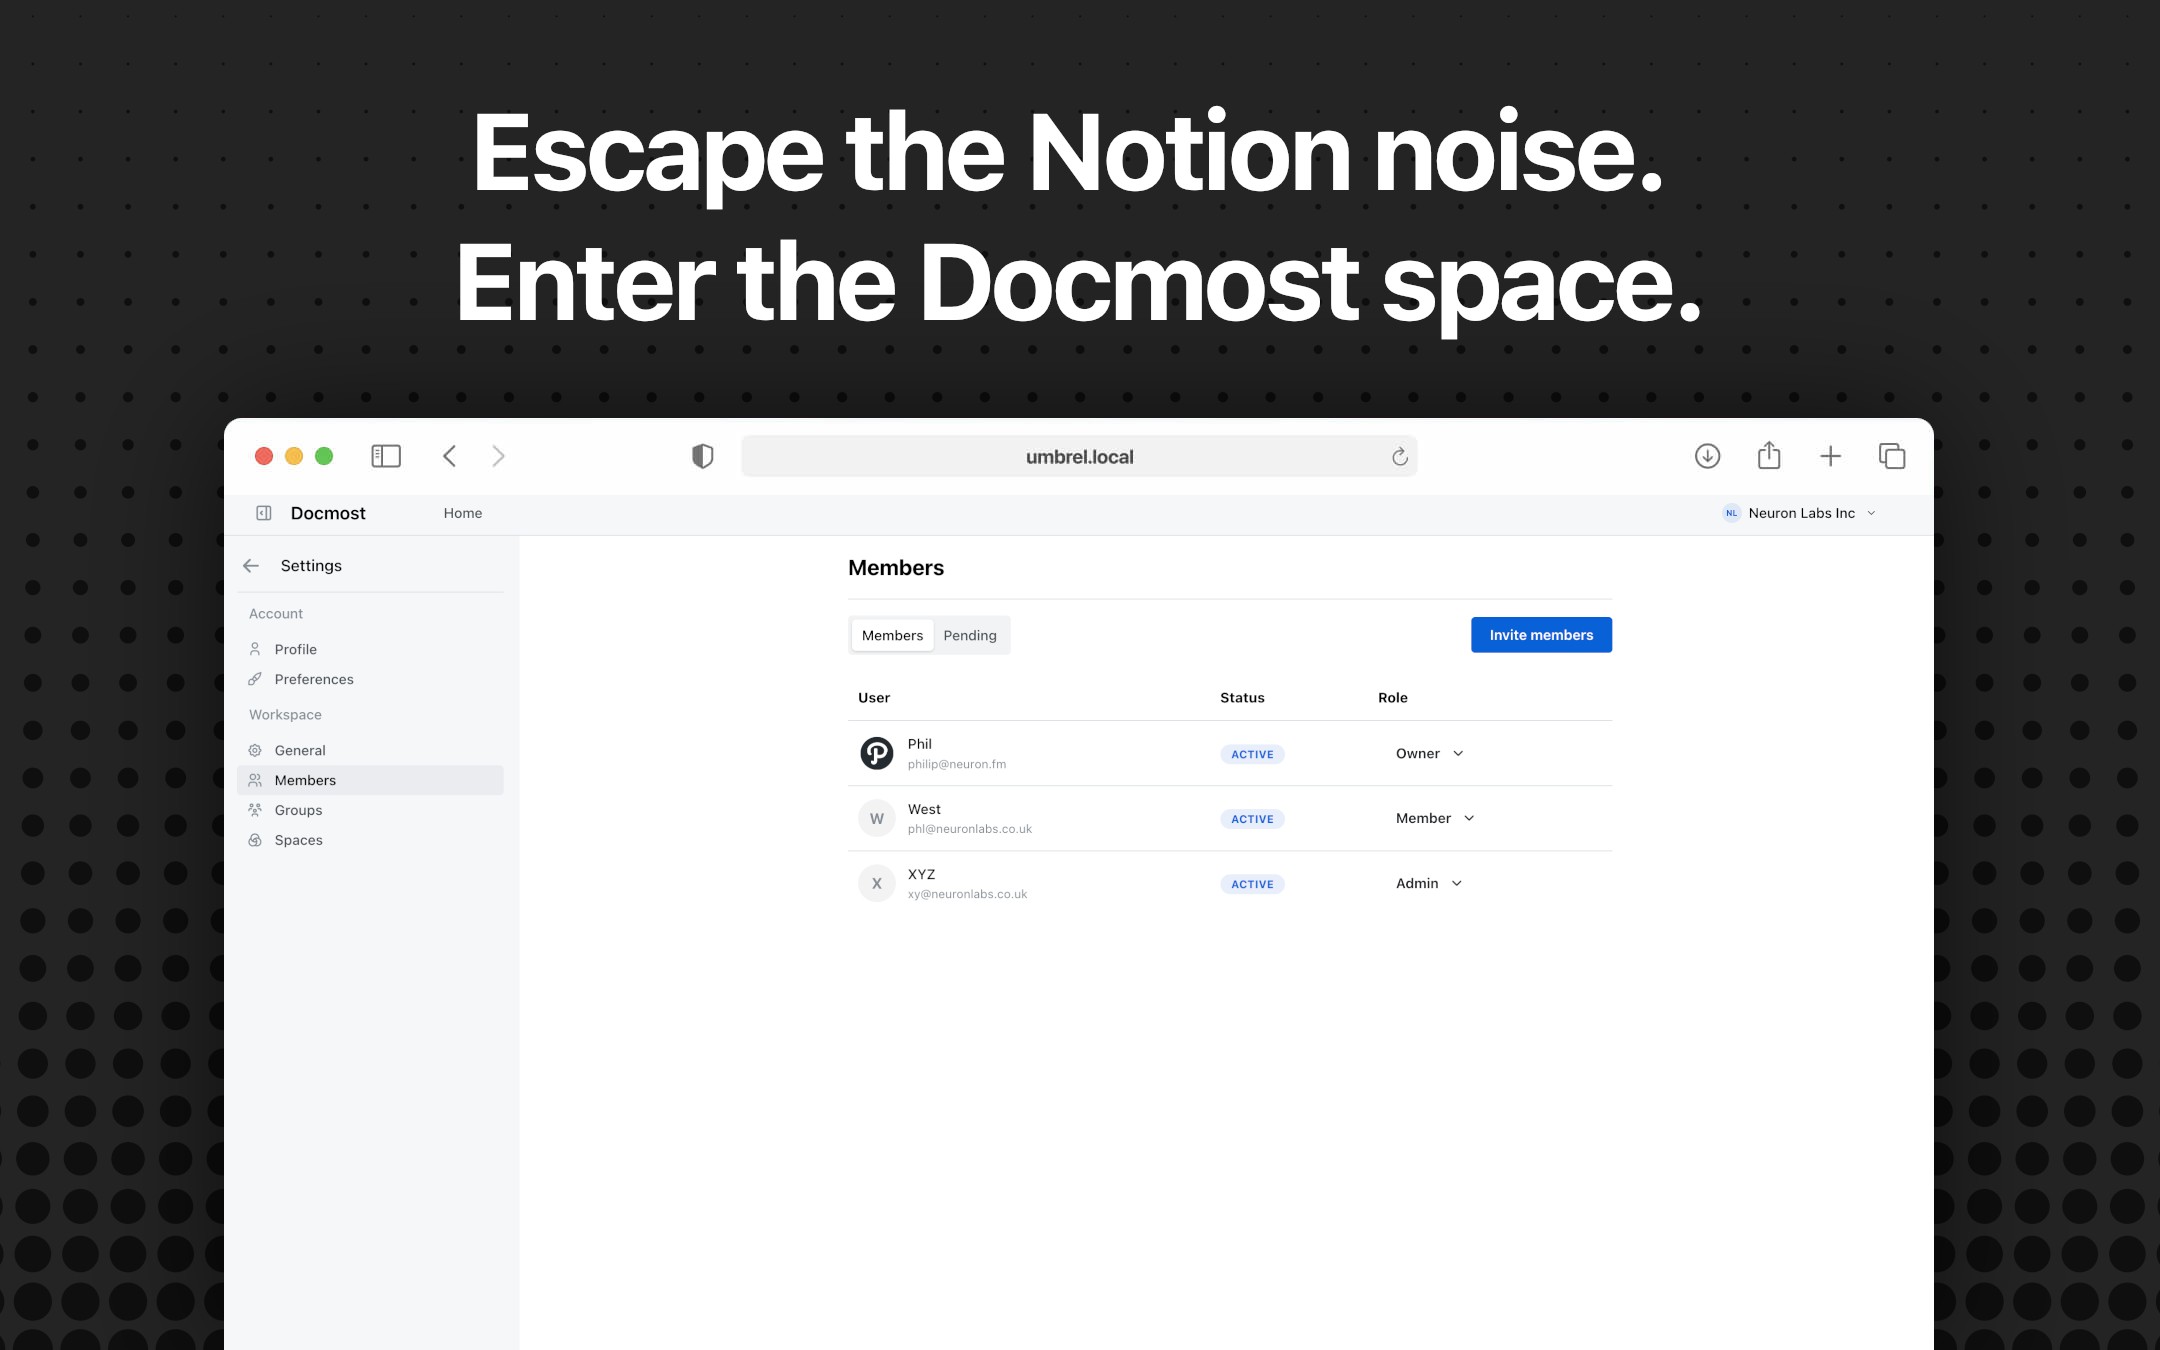 Escape the Notion noise.
Enter the Docmost space.
umbrel.local
Docmost
Home
NL Neuron Labs Inc
Settings
Account
Profile
Preferences
Workspace
General
Members
Groups
Spaces
Members
Members Pending
Invite members
User Status Role
Phil
philip@neuron.fm
ACTIVE
Owner
W
West
phl@neuronlabs.co.uk
ACTIVE
Member
X
XYZ
xy@neuronlabs.co.uk
ACTIVE
Admin